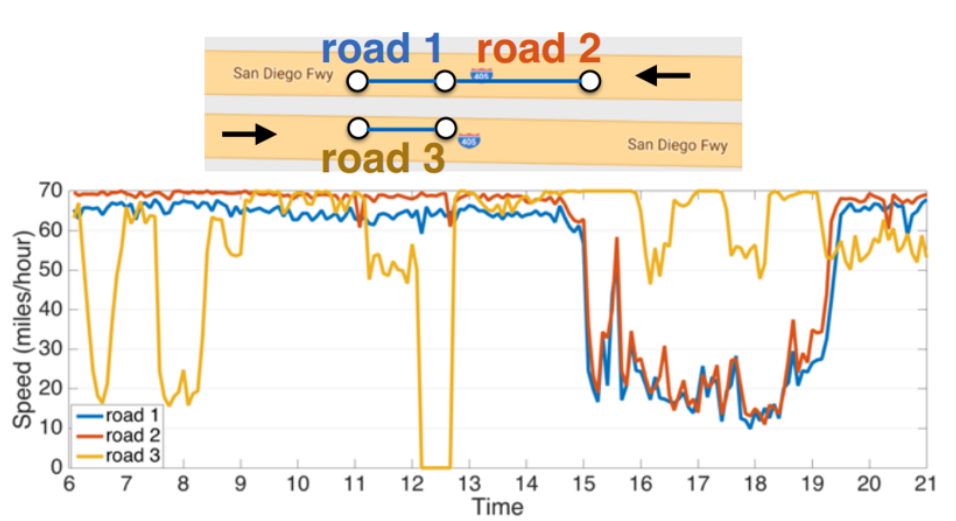 road 1 road 2
San Diego Fwy 405
405 San Diego Fwy
road 3
70
60
50
40
30
20
10
0
Speed (miles/hour)
road 1
road 2
road 3
6 7 8 9 10 11 12 13 14 15 16 17 18 19 20 21
Time